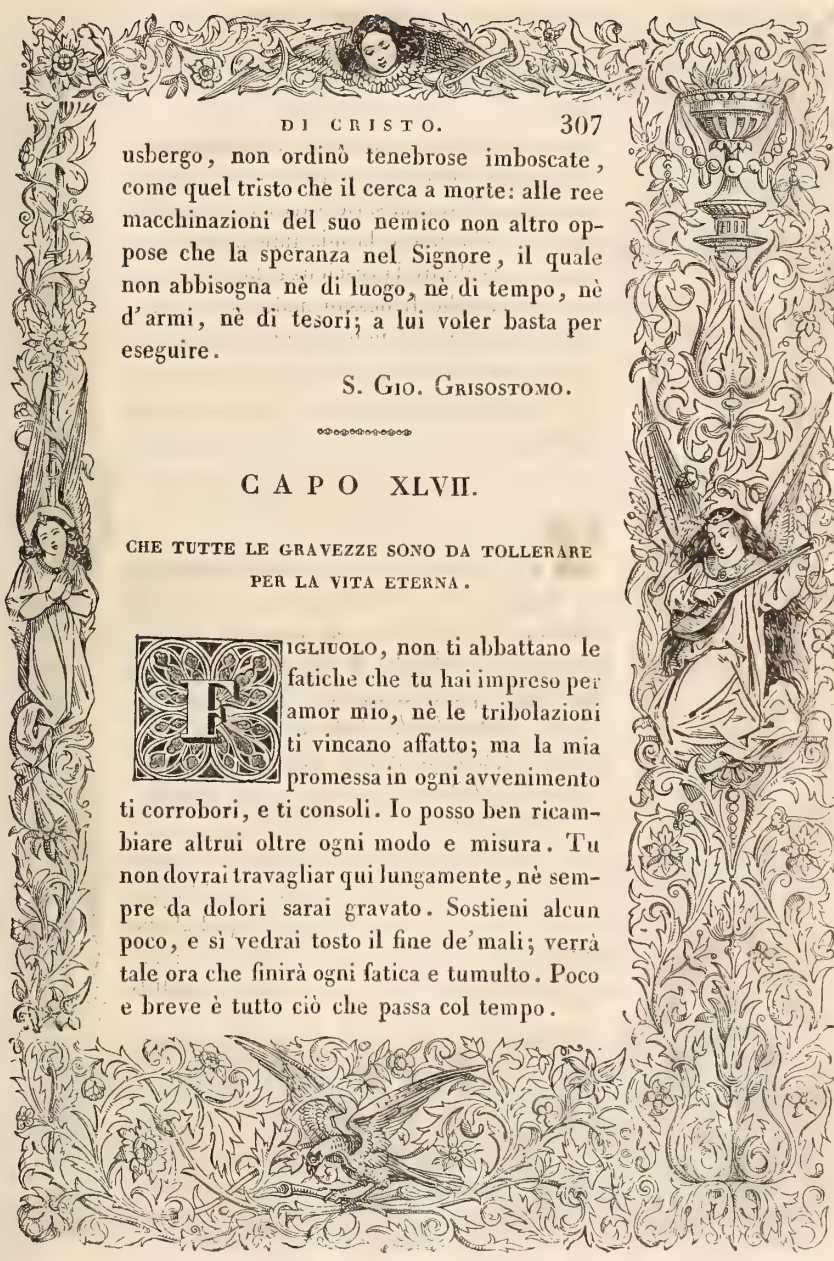 DI CRISTO. 307
usbergo, non ordinò tenebrose imboscate,
come quel tristo che il cerca a morte: alle ree
macchinazioni del suo nemico non altro op-
pose che la speranza nel Signore, il quale
non abbisogna nè di luogo, nè di tempo, nè
d'armi, nè di tesori; a lui voler basta per
eseguire.
S. GIO. GRISOSTOMO.
CAPO XLVII.
CHE TUTTE LE GRAVEZZE SONO DA TOLLERARE
PER LA VITA ETERNA.
FIGLIUOLO, non ti abbattano le
fatiche che tu hai impreso per
amor mio, nè le tribolazioni
ti vincano affatto; ma la mia
promessa in ogni avvenimento
ti corrobori, e ti consoli. Io posso ben ricam-
biare altrui oltre ogni modo e misura. Tu
non dovrai travagliar qui lungamente, nè sem-
pre da dolori sarai gravato. Sostieni alcun
poco, e sì vedrai tosto il fine de' mali; verrà
tale ora che finirà ogni fatica e tumulto. Poco
e breve è tutto ciò che passa col tempo.